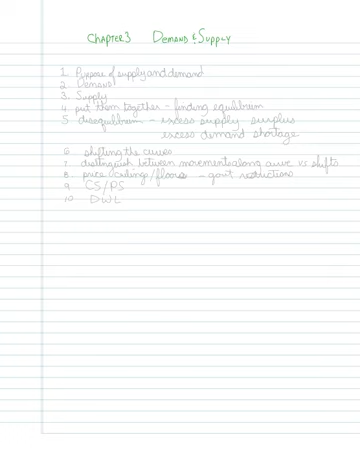 CHAPTER 3 DEMAND & SUPPLY
1. Purpose of supply and demand
2. Demand
3. Supply
4. put them together - finding equilibrium
5 disequilibrium - excess supply surplus
excess demand shortage
6 shifting the curves
7. distinguish between movements along curve vs shifts
8. price ceilings/floors - govt restrictions
9 CS/PS
10 DWL